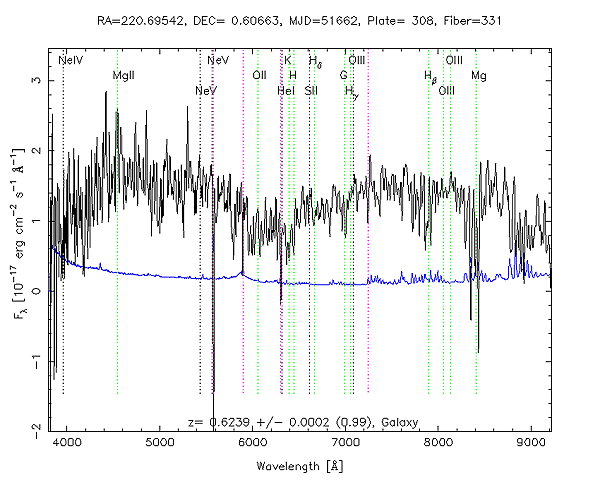 RA=220.69542, DEC= 0.60663, MJD=51662, Plate= 308, Fiber=331
NeIV NeV K Hδ OIII OIII
MgII OII H G Hβ Mg
NeV HeI SII Hγ OIII
3
2
1
0
−1
−2
Fλ [10⁻¹⁷ erg cm⁻² s⁻¹ Å⁻¹]
z= 0.6239 +/− 0.0002 (0.99), Galaxy
4000 5000 6000 7000 8000 9000
Wavelength [Å]